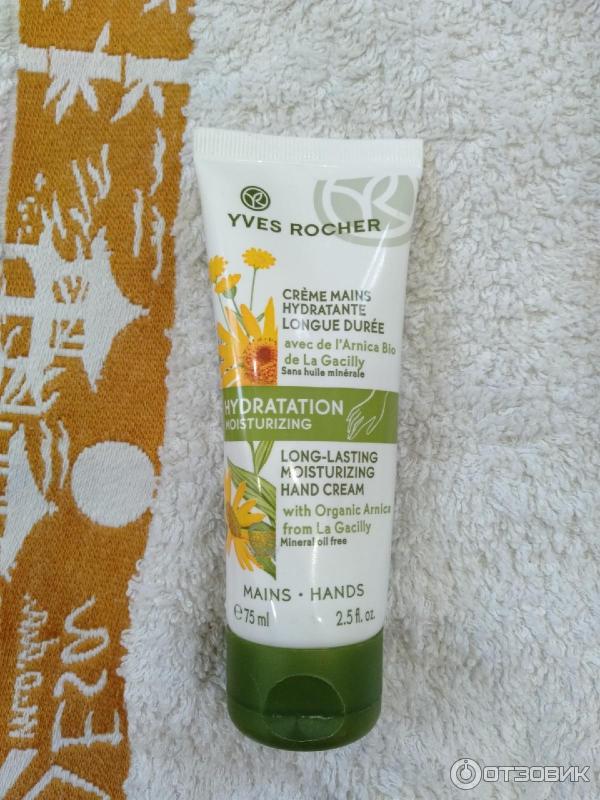 YVES ROCHER
CRÈME MAINS
HYDRATANTE
LONGUE DURÉE
avec de l'Arnica Bio
de La Gacilly
Sans huile minérale
HYDRATATION
MOISTURIZING
LONG-LASTING
MOISTURIZING
HAND CREAM
with Organic Arnica
from La Gacilly
Mineral oil free
MAINS • HANDS
℮ 75 ml 2.5 fl. oz.
ОТЗОВИК